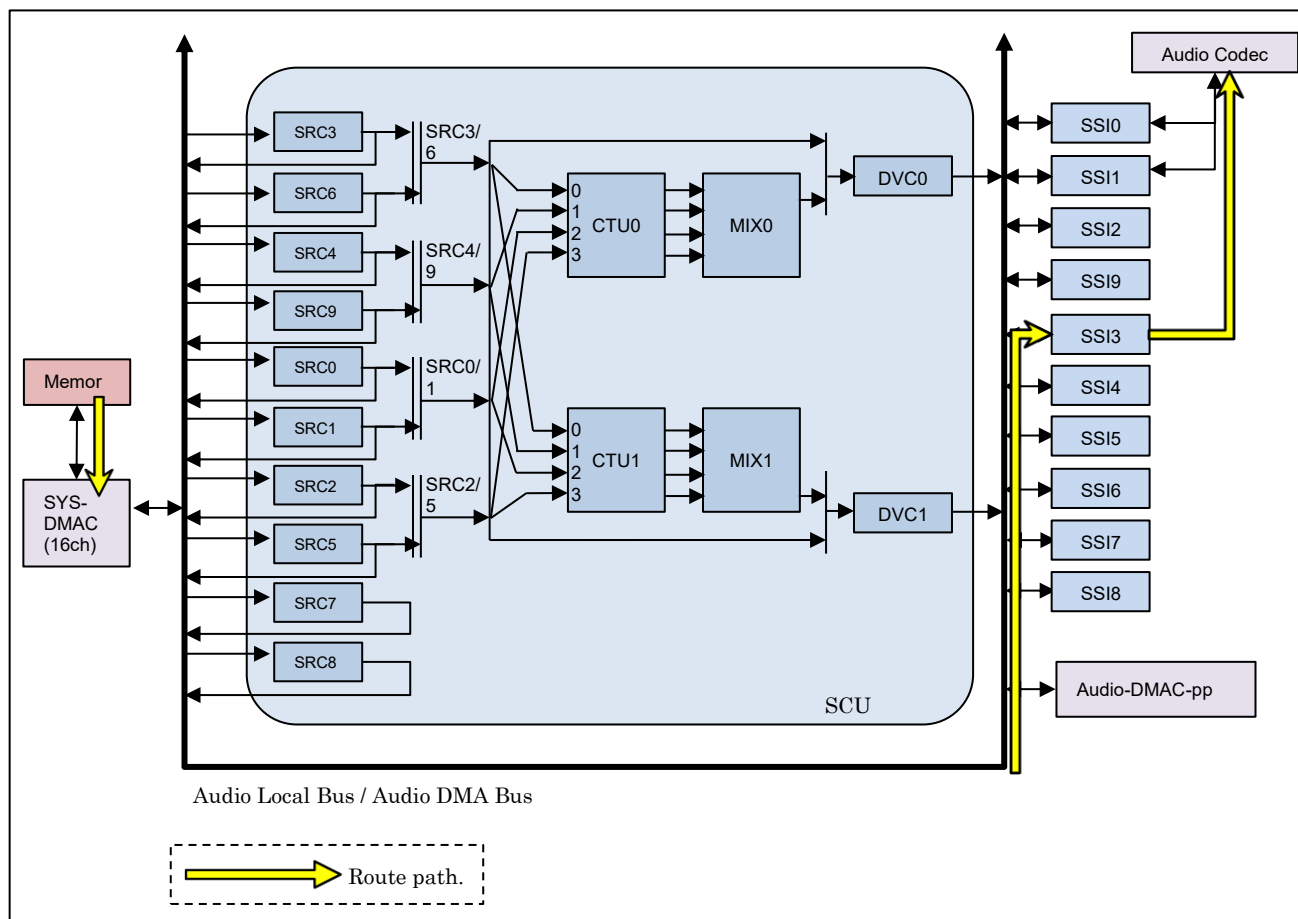 Audio Codec
SRC3
SRC3/
6
SRC6
SRC4
SRC4/
9
SRC9
SRC0
SRC0/
1
SRC1
SRC2
SRC2/
5
SRC5
SRC7
SRC8
0
1
2
3
CTU0
MIX0
DVC0
0
1
2
3
CTU1
MIX1
DVC1
SCU
Memor
SYS-
DMAC
(16ch)
SSI0
SSI1
SSI2
SSI9
SSI3
SSI4
SSI5
SSI6
SSI7
SSI8
Audio-DMAC-pp
Audio Local Bus / Audio DMA Bus
Route path.